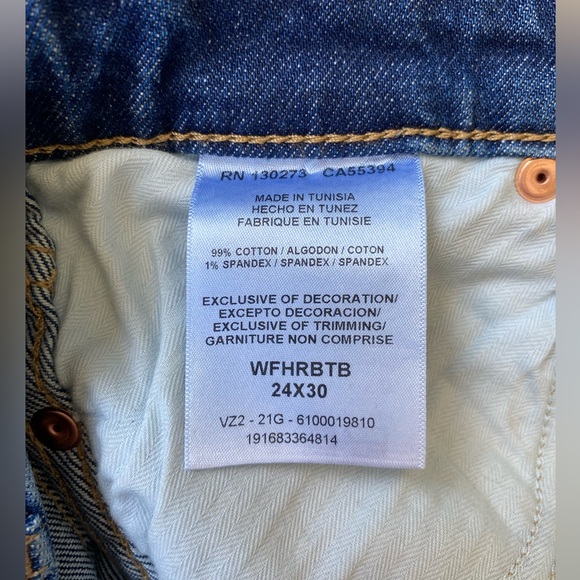 RN 130273 CA55394
MADE IN TUNISIA
HECHO EN TUNEZ
FABRIQUE EN TUNISIE
99% COTTON / ALGODON / COTON
1% SPANDEX / SPANDEX / SPANDEX
EXCLUSIVE OF DECORATION/
EXCEPTO DECORACION/
EXCLUSIVE OF TRIMMING/
GARNITURE NON COMPRISE
WFHRBTB
24X30
VZ2 - 21G - 6100019810
191683364814